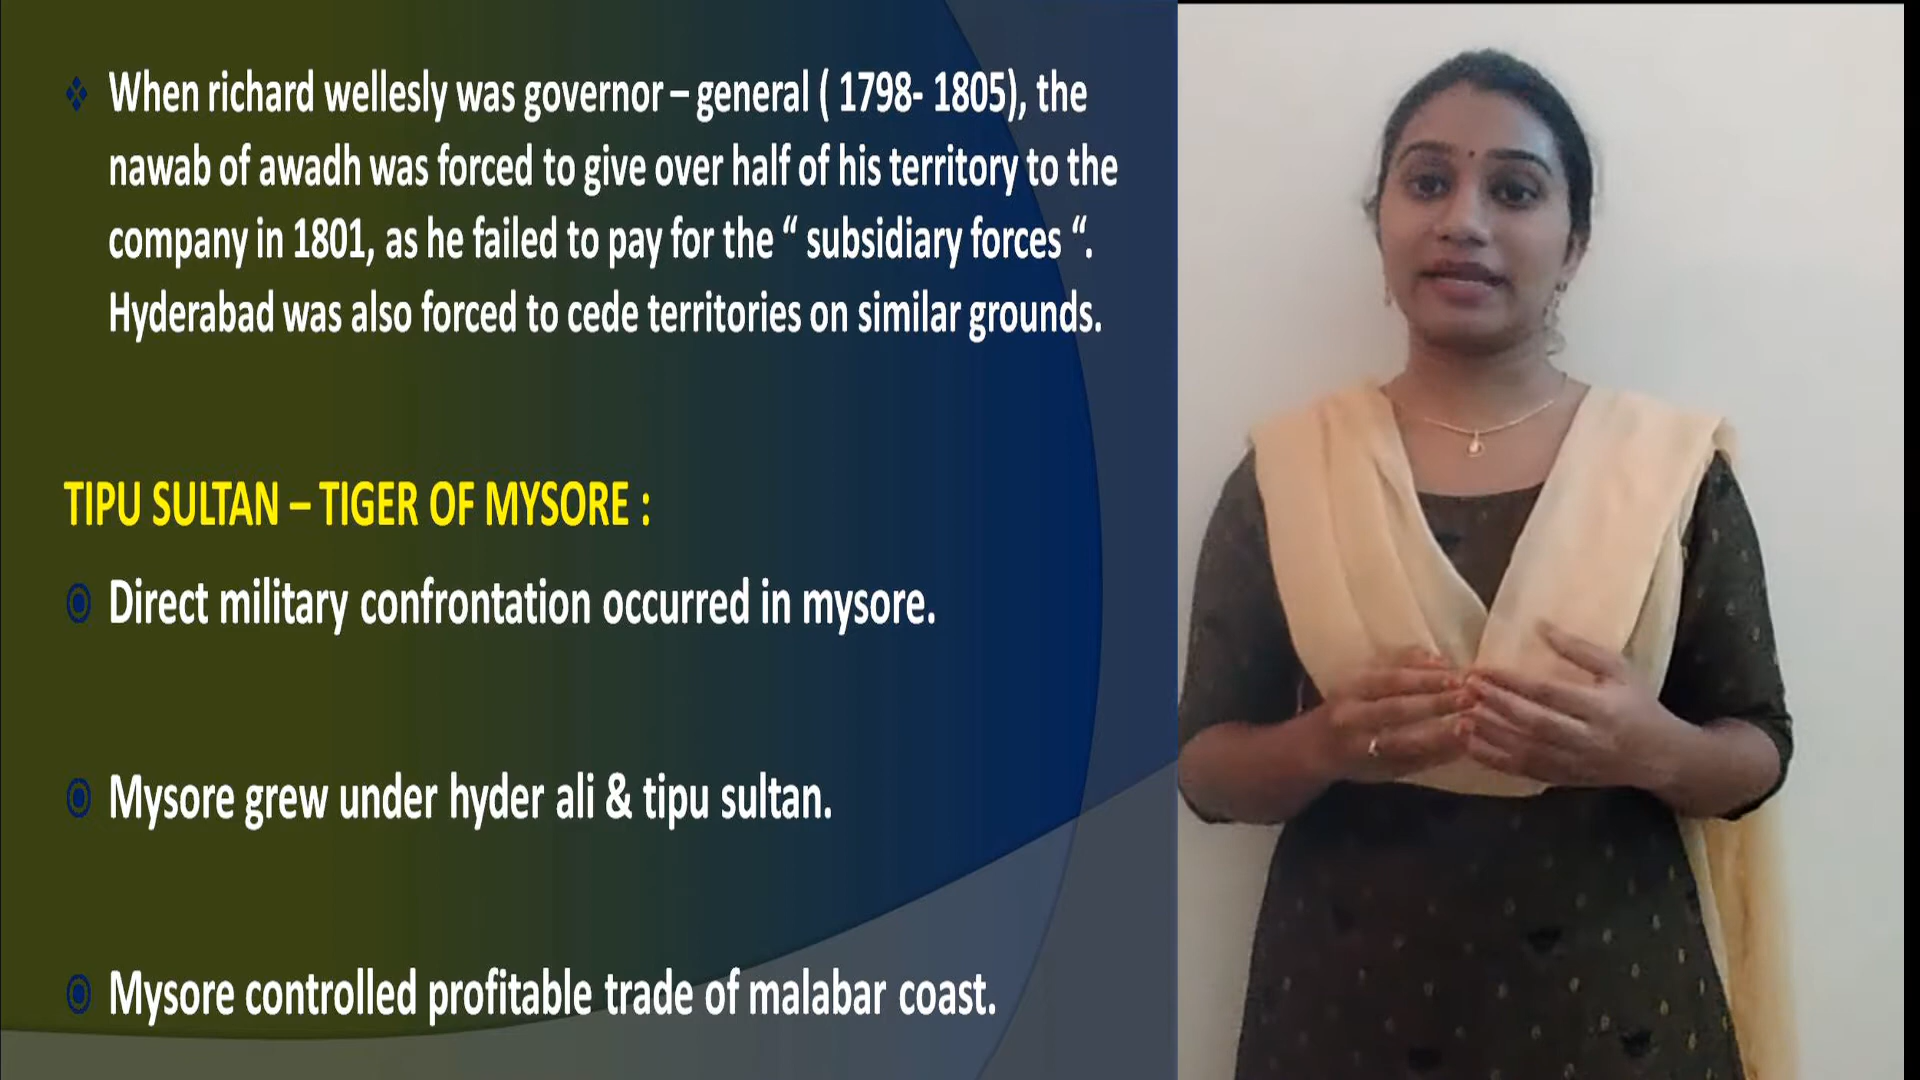 When richard wellesly was governor – general ( 1798- 1805), the
nawab of awadh was forced to give over half of his territory to the
company in 1801, as he failed to pay for the “ subsidiary forces “.
Hyderabad was also forced to cede territories on similar grounds.
TIPU SULTAN – TIGER OF MYSORE :
Direct military confrontation occurred in mysore.
Mysore grew under hyder ali & tipu sultan.
Mysore controlled profitable trade of malabar coast.